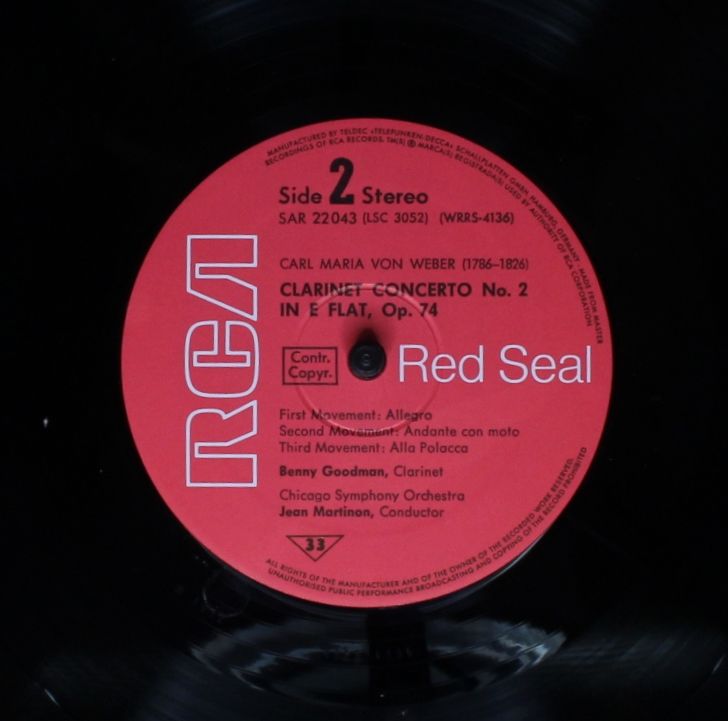 MANUFACTURED BY TELDEC »TELEFUNKEN-DECCA« SCHALLPLATTEN GMBH, HAMBURG, GERMANY · MADE FROM MASTER
RECORDINGS OF RCA RECORDS. TM(S) ® MARCA(S) REGISTRADA(S) USED BY AUTHORITY OF RCA CORPORATION
Side 2 Stereo
SAR 22043 (LSC 3052) (WRRS-4136)
CARL MARIA VON WEBER (1786-1826)
CLARINET CONCERTO No. 2
IN E FLAT, Op. 74
RCA
Contr.
Copyr.
Red Seal
First Movement: Allegro
Second Movement: Andante con moto
Third Movement: Alla Polacca
Benny Goodman, Clarinet
Chicago Symphony Orchestra
Jean Martinon, Conductor
33
ALL RIGHTS OF THE MANUFACTURER AND OF THE OWNER OF THE RECORDED WORK RESERVED.
UNAUTHORISED PUBLIC PERFORMANCE BROADCASTING AND COPYING OF THE RECORD PROHIBITED